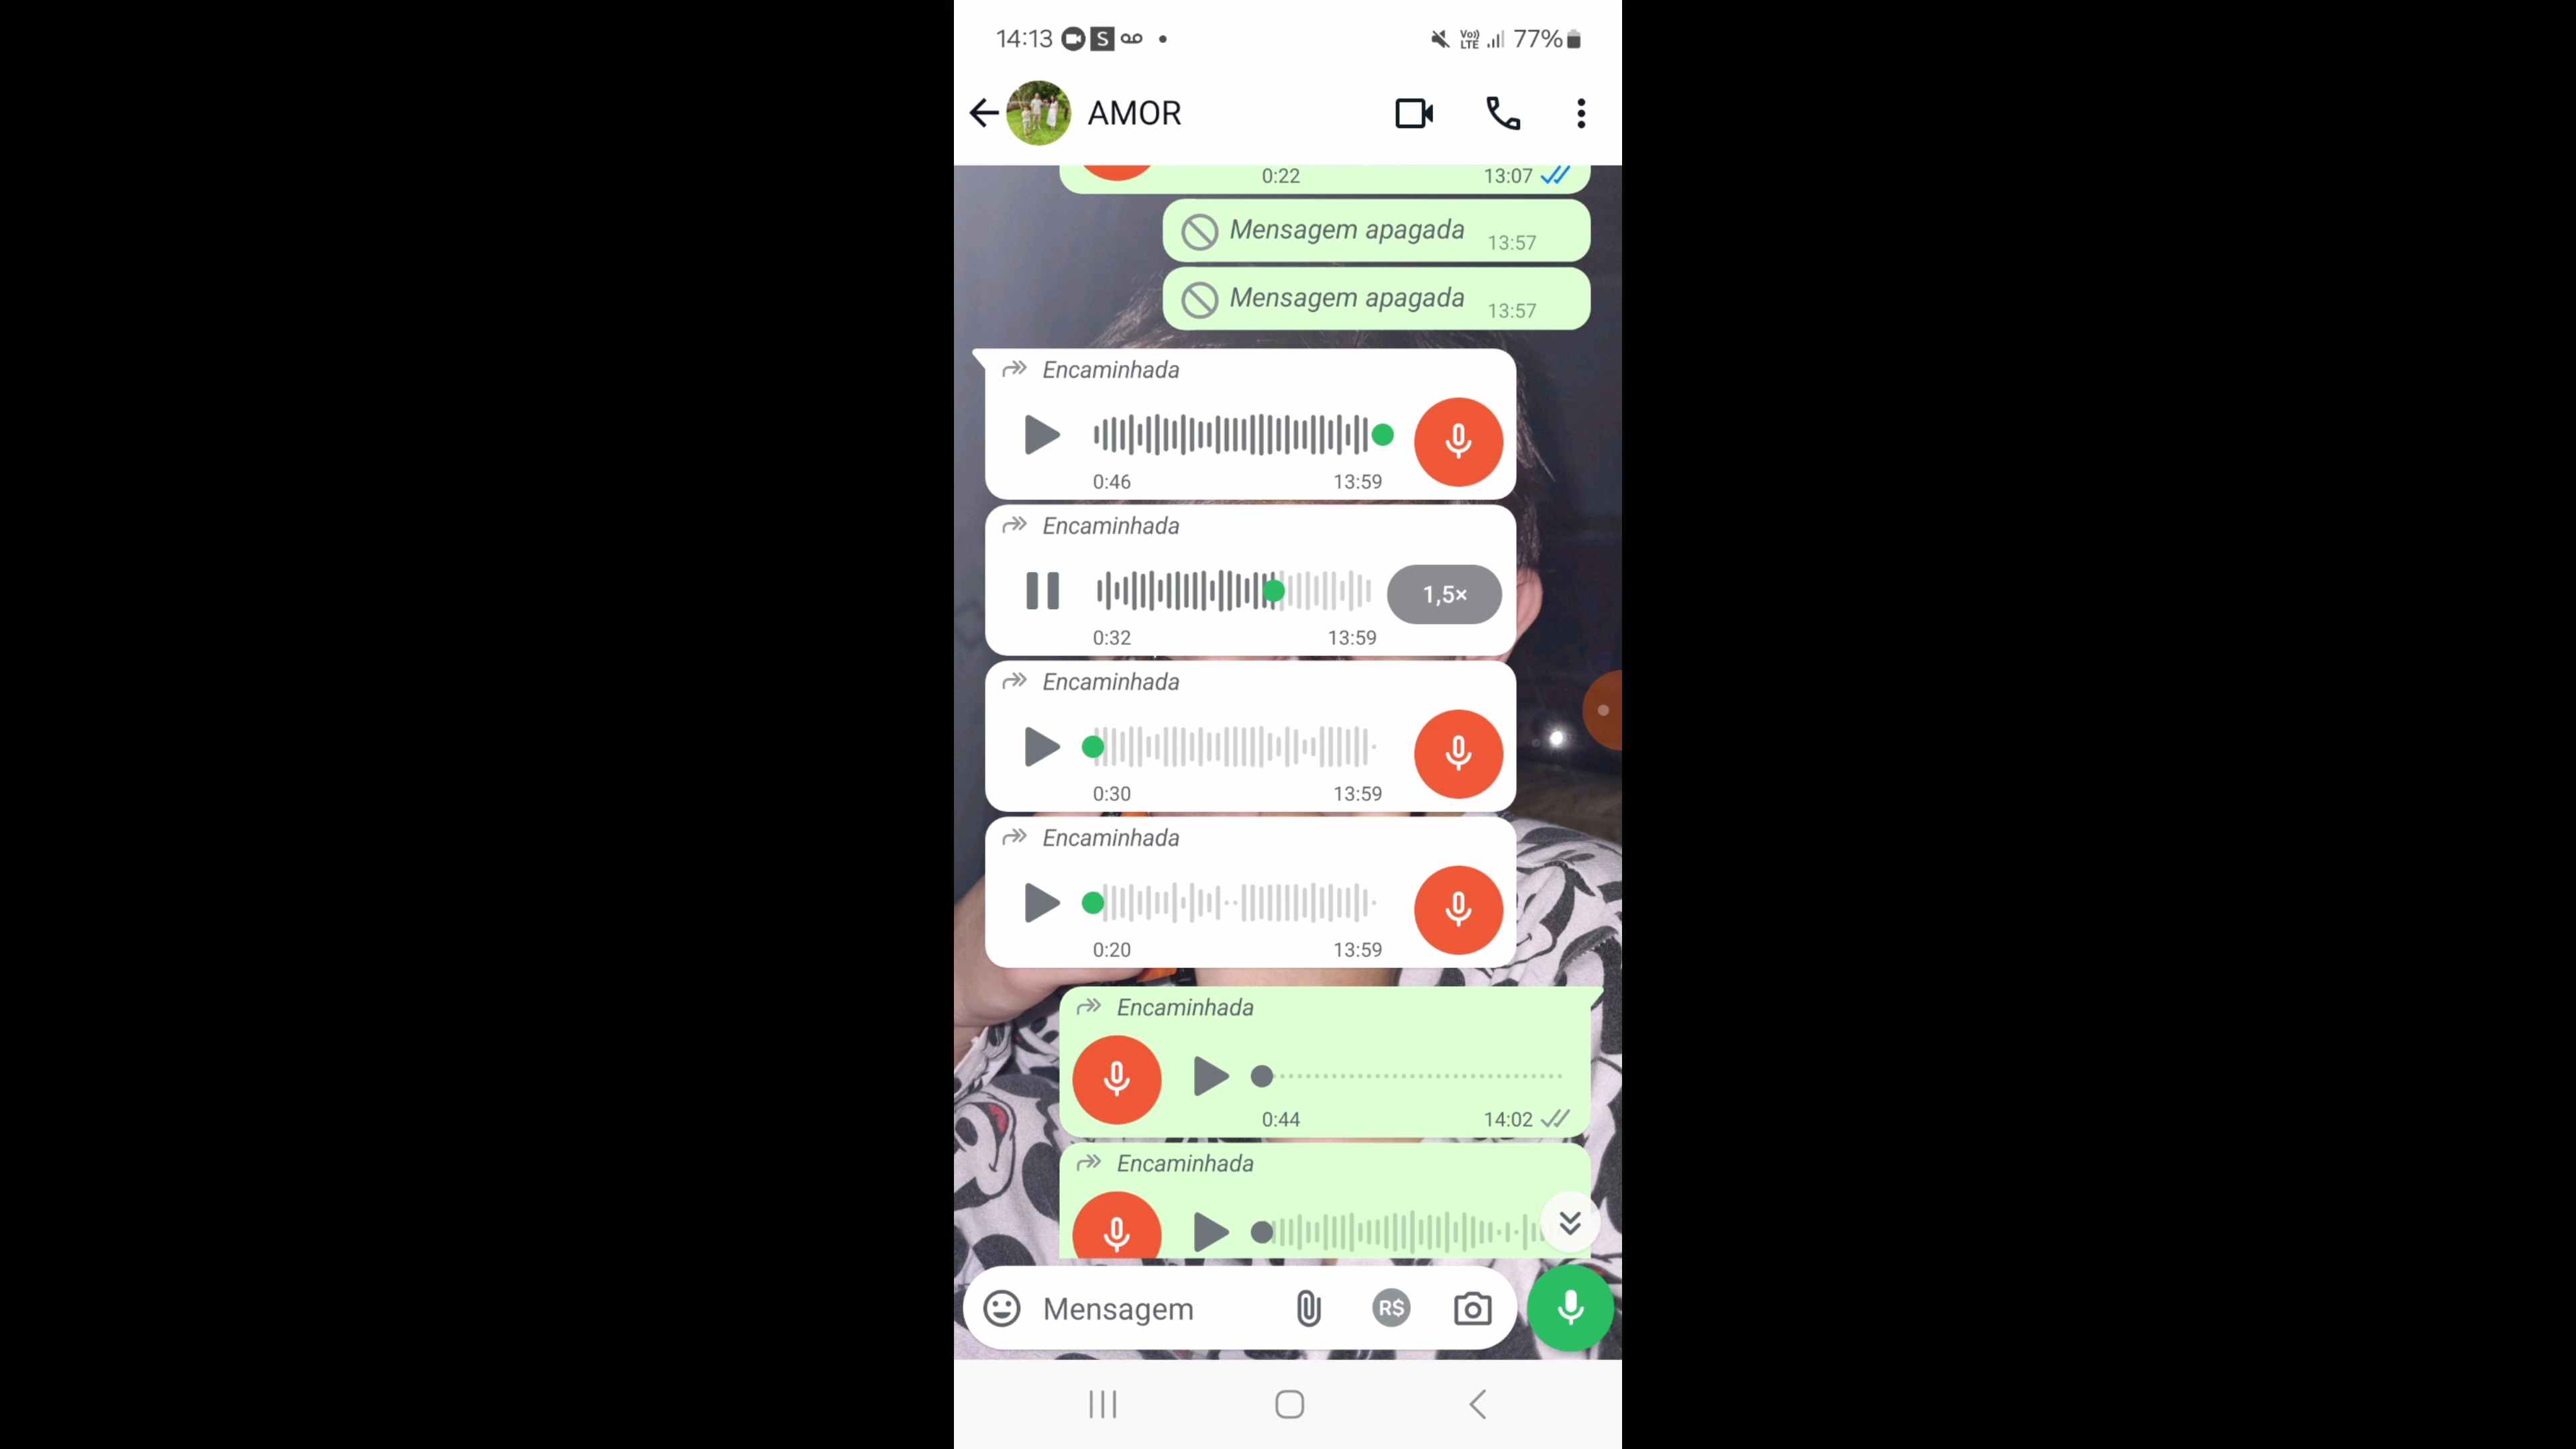 14:13 S Vo)) LTE 77%
AMOR
0:22 13:07
Mensagem apagada 13:57
Mensagem apagada 13:57
Encaminhada
0:46 13:59
Encaminhada
1,5×
0:32 13:59
Encaminhada
0:30 13:59
Encaminhada
0:20 13:59
Encaminhada
0:44 14:02
Encaminhada
Mensagem R$